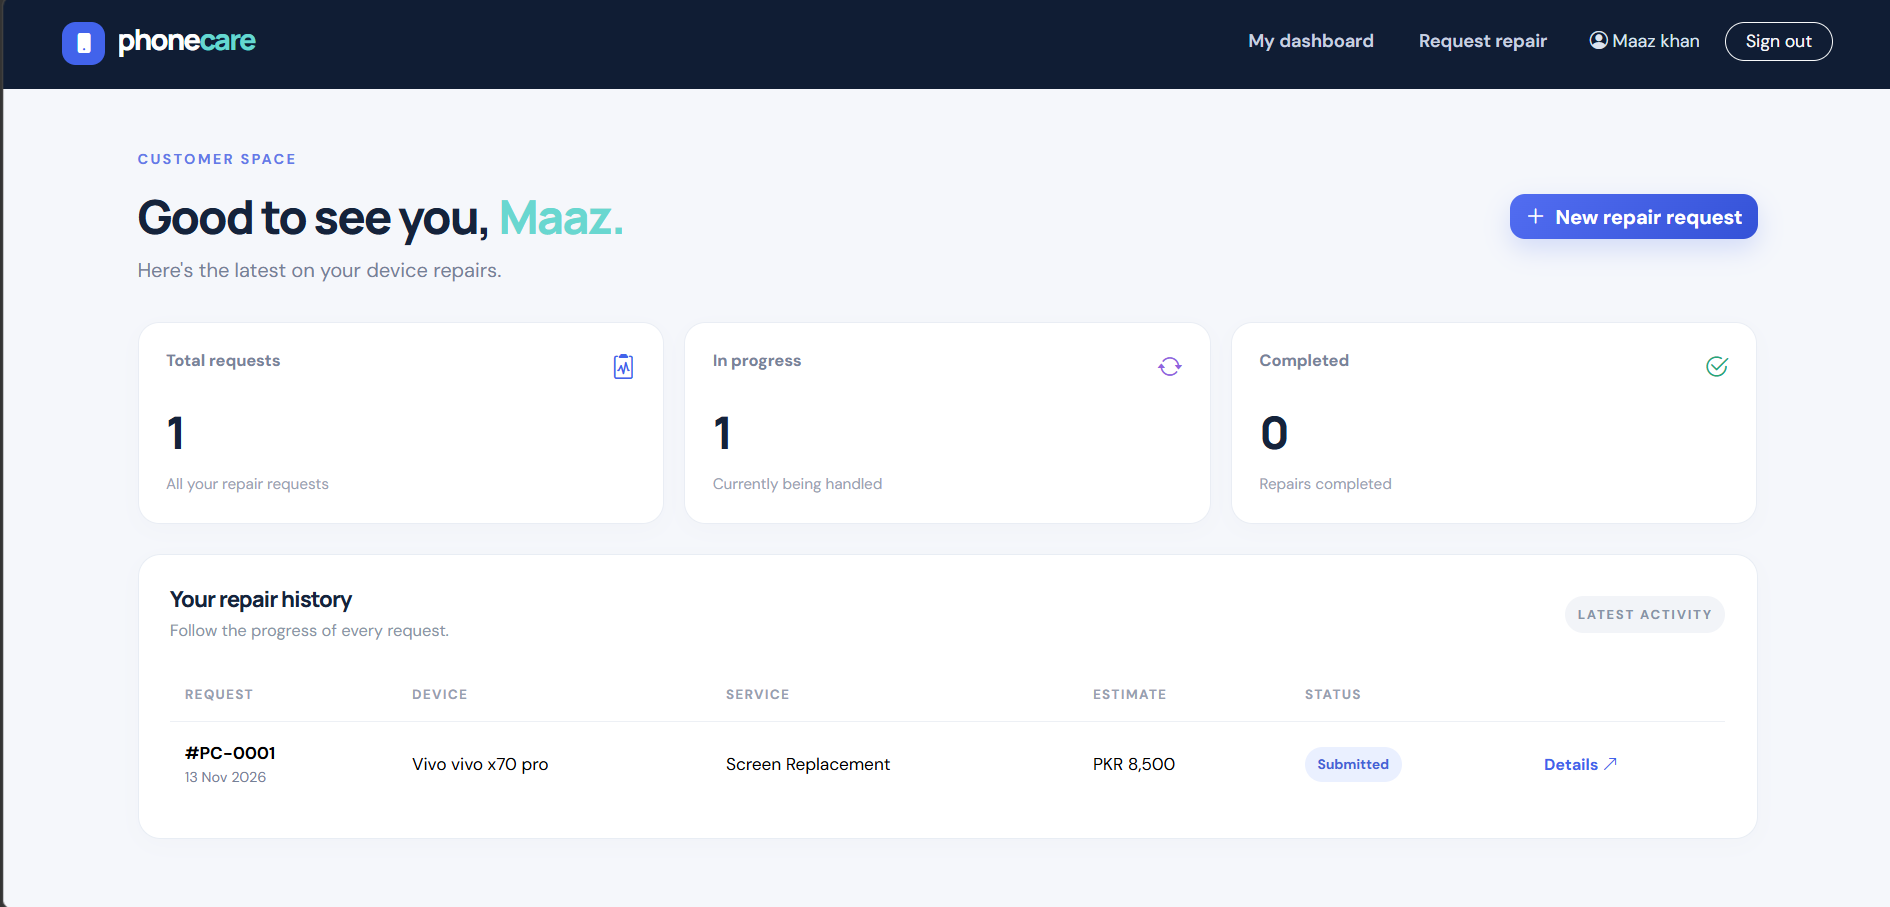 phonecare
My dashboard
Request repair
Maaz khan
Sign out
CUSTOMER SPACE
Good to see you, Maaz.
Here's the latest on your device repairs.
+ New repair request
Total requests
1
All your repair requests
In progress
1
Currently being handled
Completed
0
Repairs completed
Your repair history
Follow the progress of every request.
LATEST ACTIVITY
REQUEST DEVICE SERVICE ESTIMATE STATUS
#PC-0001
13 Nov 2026
Vivo vivo x70 pro
Screen Replacement
PKR 8,500
Submitted
Details